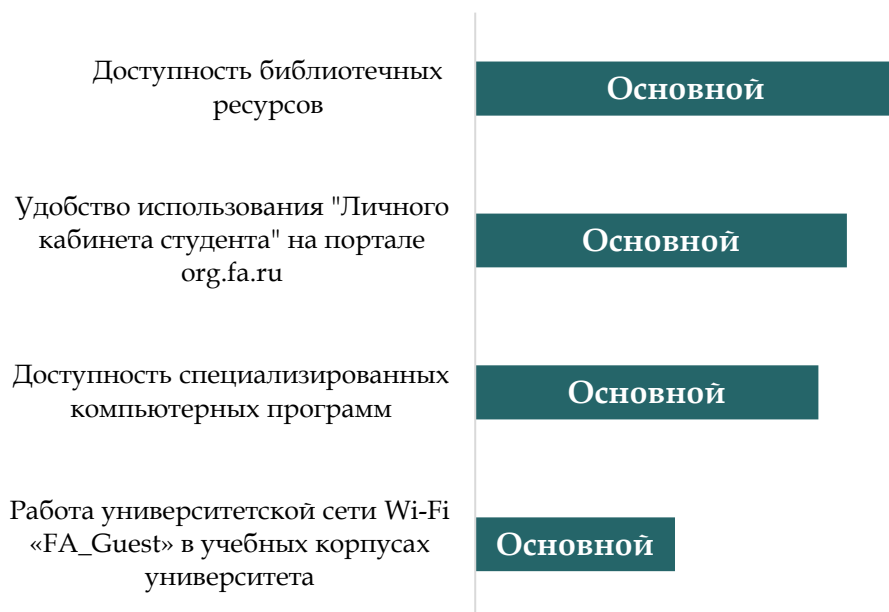 Доступность библиотечных
ресурсов
Основной
Удобство использования "Личного
кабинета студента" на портале
org.fa.ru
Основной
Доступность специализированных
компьютерных программ
Основной
Работа университетской сети Wi-Fi
«FA_Guest» в учебных корпусах
университета
Основной